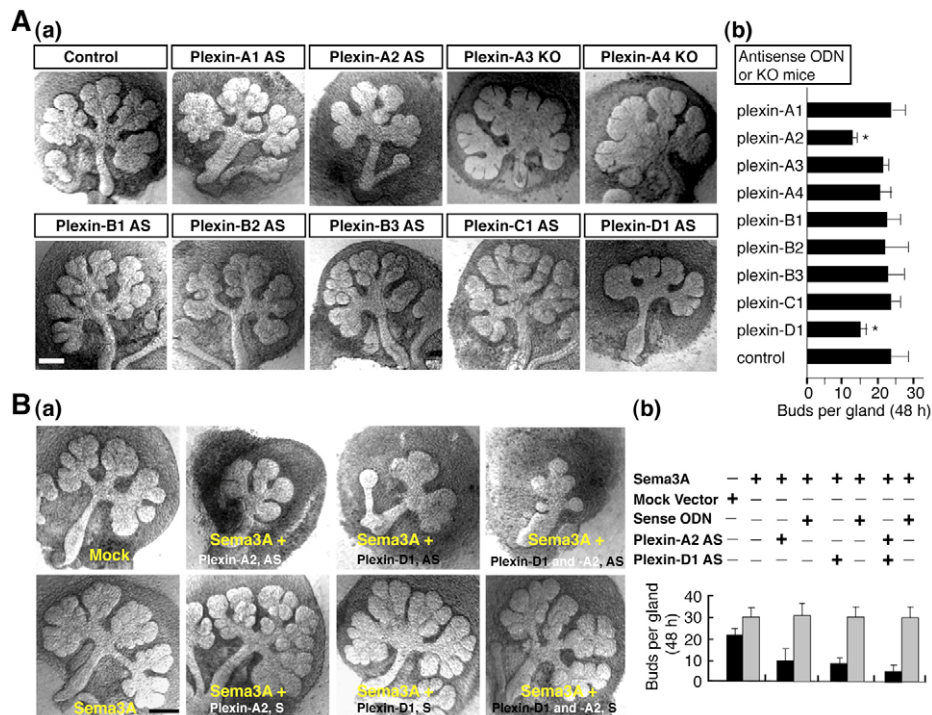 A (a)
Control
Plexin-A1 AS
Plexin-A2 AS
Plexin-A3 KO
Plexin-A4 KO
Plexin-B1 AS
Plexin-B2 AS
Plexin-B3 AS
Plexin-C1 AS
Plexin-D1 AS
(b)
Antisense ODN
or KO mice
plexin-A1
plexin-A2 *
plexin-A3
plexin-A4
plexin-B1
plexin-B2
plexin-B3
plexin-C1
plexin-D1 *
control
0 10 20 30
Buds per gland (48 h)
B (a)
Mock
Sema3A +
Plexin-A2, AS
Sema3A +
Plexin-D1, AS
Sema3A +
Plexin-D1 and -A2, AS
Sema3A
Sema3A +
Plexin-A2, S
Sema3A +
Plexin-D1, S
Sema3A +
Plexin-D1 and -A2, S
(b)
Sema3A – + + + + + + +
Mock Vector + – – – – – – –
Sense ODN – – – + – + – +
Plexin-A2 AS – – + – – – + –
Plexin-D1 AS – – – – + – + –
Buds per gland
(48 h)
40
30
20
10
0